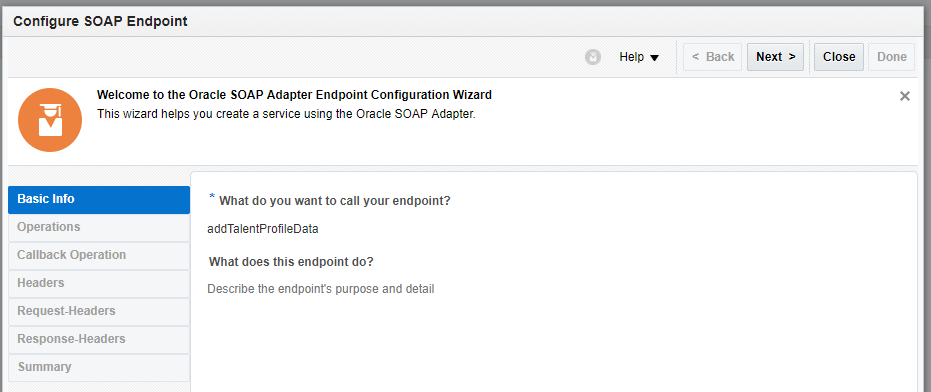 Configure SOAP Endpoint
Help
< Back
Next >
Close
Done
Welcome to the Oracle SOAP Adapter Endpoint Configuration Wizard
This wizard helps you create a service using the Oracle SOAP Adapter.
Basic Info
Operations
Callback Operation
Headers
Request-Headers
Response-Headers
Summary
* What do you want to call your endpoint?
addTalentProfileData
What does this endpoint do?
Describe the endpoint's purpose and detail